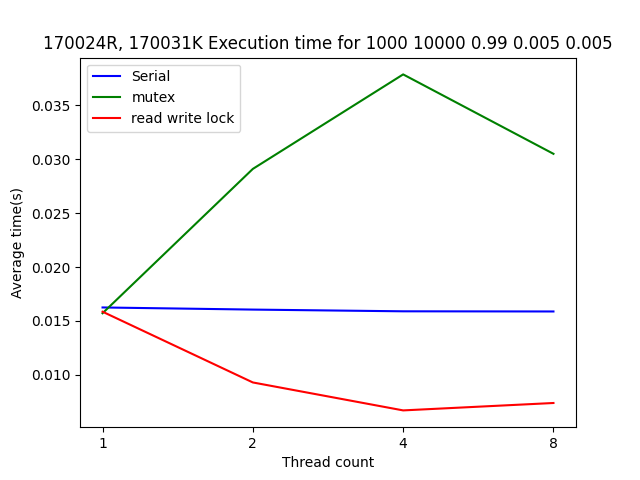 170024R, 170031K Execution time for 1000 10000 0.99 0.005 0.005
Serial
mutex
read write lock
0.035
0.030
0.025
0.020
0.015
0.010
Average time(s)
1 2 4 8
Thread count